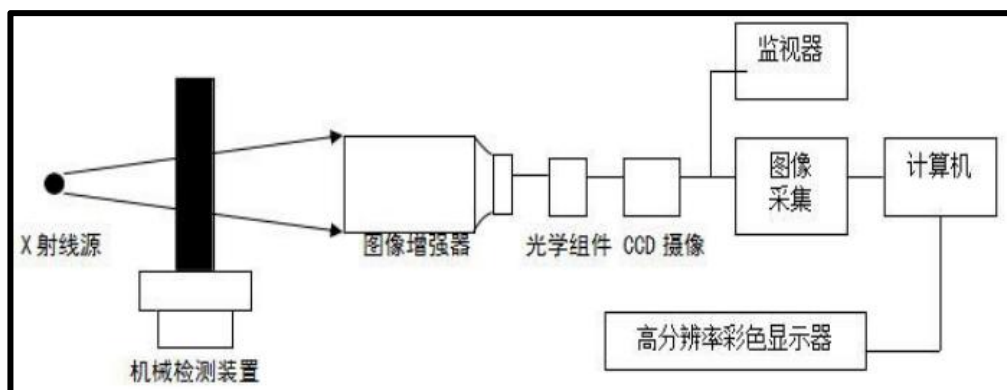 监视器
图像
采集
计算机
X 射线源
图像增强器
光学组件
CCD 摄像
高分辨率彩色显示器
机械检测装置